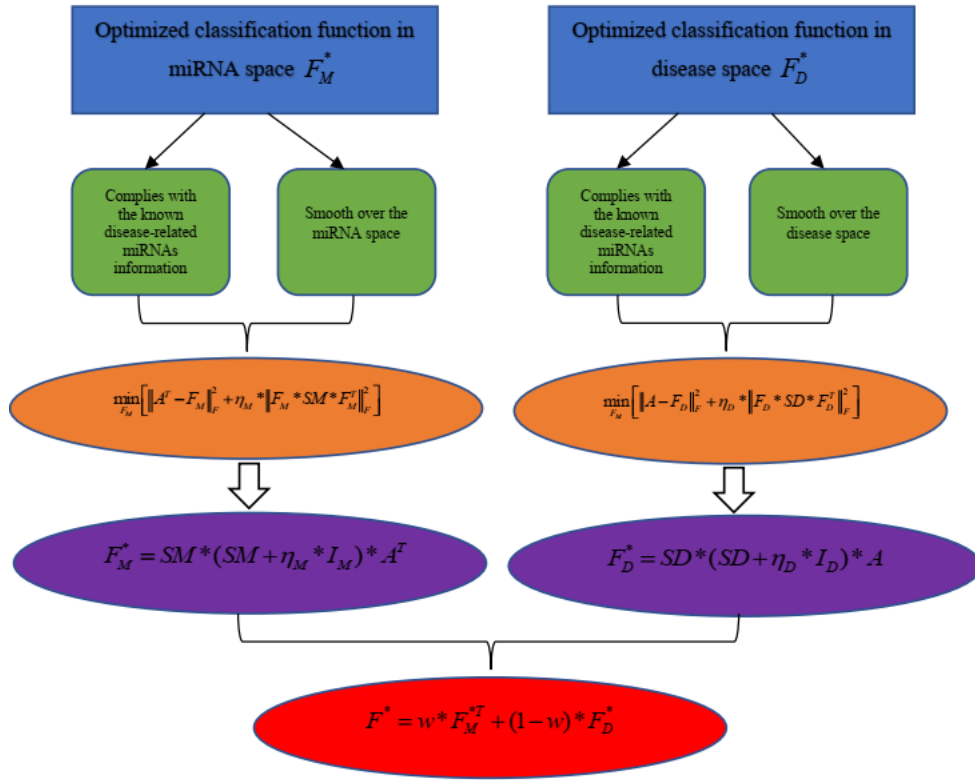 Optimized classification function in
miRNA space $F_M^*$
Optimized classification function in
disease space $F_D^*$
Complies with
the known
disease-related
miRNAs
information
Smooth over the
miRNA space
Complies with
the known
disease-related
miRNAs
information
Smooth over the
disease space
$\min_{F_M}\left[\left\|A^T - F_M\right\|_F^2 + \eta_M * \left\|F_M * SM * F_M^T\right\|_F^2\right]$
$\min_{F_M}\left[\left\|A - F_D\right\|_F^2 + \eta_D * \left\|F_D * SD * F_D^T\right\|_F^2\right]$
$F_M^* = SM * (SM + \eta_M * I_M) * A^T$
$F_D^* = SD * (SD + \eta_D * I_D) * A$
$F^* = w * F_M^{*T} + (1 - w) * F_D^*$